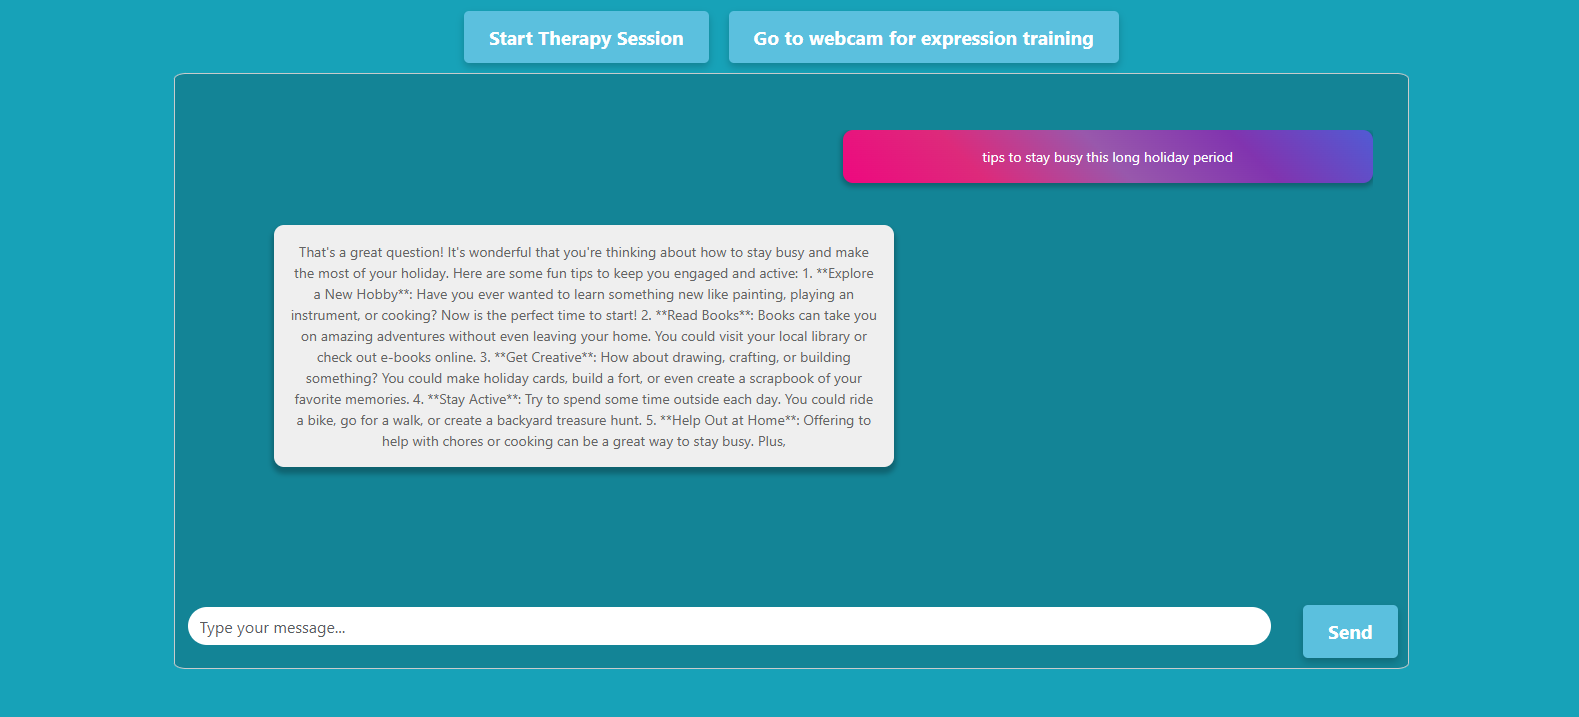 Start Therapy Session
Go to webcam for expression training
tips to stay busy this long holiday period
That's a great question! It's wonderful that you're thinking about how to stay busy and make
the most of your holiday. Here are some fun tips to keep you engaged and active: 1. **Explore
a New Hobby**: Have you ever wanted to learn something new like painting, playing an
instrument, or cooking? Now is the perfect time to start! 2. **Read Books**: Books can take you
on amazing adventures without even leaving your home. You could visit your local library or
check out e-books online. 3. **Get Creative**: How about drawing, crafting, or building
something? You could make holiday cards, build a fort, or even create a scrapbook of your
favorite memories. 4. **Stay Active**: Try to spend some time outside each day. You could ride
a bike, go for a walk, or create a backyard treasure hunt. 5. **Help Out at Home**: Offering to
help with chores or cooking can be a great way to stay busy. Plus,
Type your message...
Send